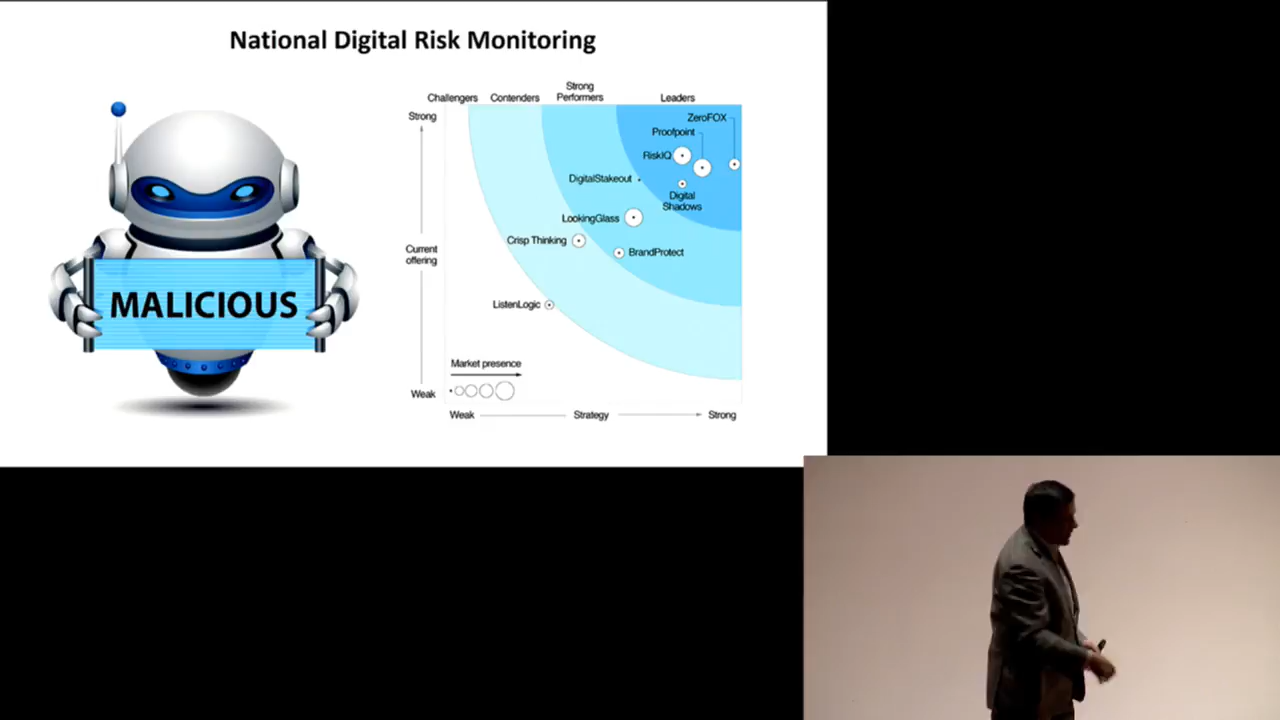 National Digital Risk Monitoring
MALICIOUS
Challengers
Contenders
Strong
Performers
Leaders
Strong
ZeroFOX
Proofpoint
RiskIQ
DigitalStakeout
Digital
Shadows
LookingGlass
Crisp Thinking
BrandProtect
Current
offering
ListenLogic
Market presence
Weak
Weak
Strategy
Strong